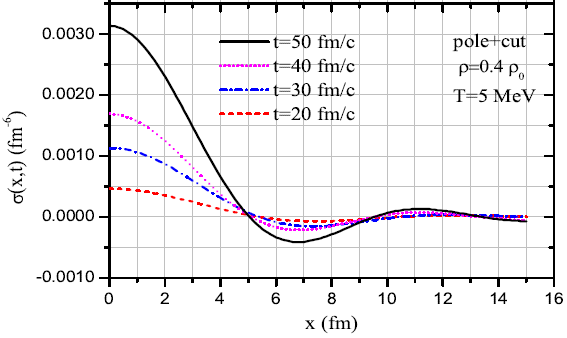 0.0030
0.0020
0.0010
0.0000
-0.0010
σ(x,t) (fm⁻⁶)
t=50 fm/c
t=40 fm/c
t=30 fm/c
t=20 fm/c
pole+cut
ρ=0.4 ρ₀
T=5 MeV
0 2 4 6 8 10 12 14 16
x (fm)